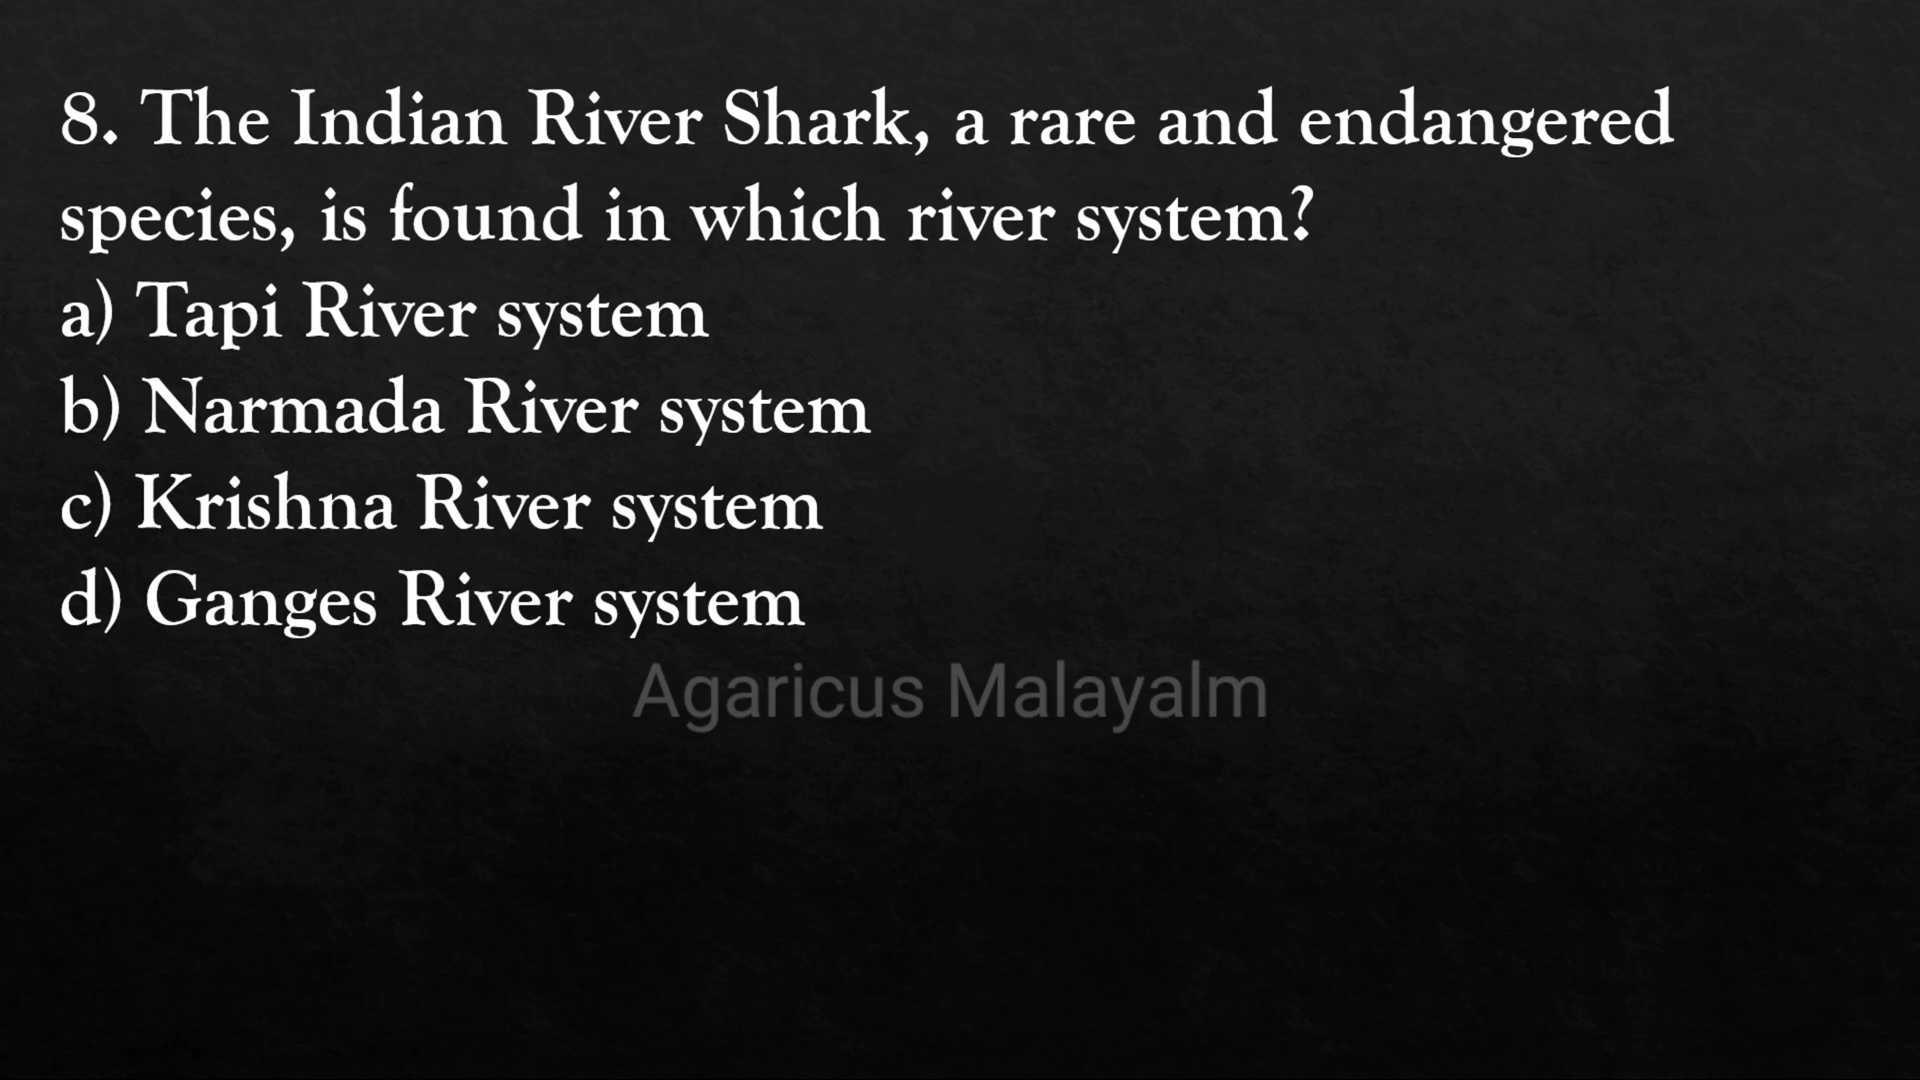 8. The Indian River Shark, a rare and endangered
species, is found in which river system?
a) Tapi River system
b) Narmada River system
c) Krishna River system
d) Ganges River system
Agaricus Malayalm